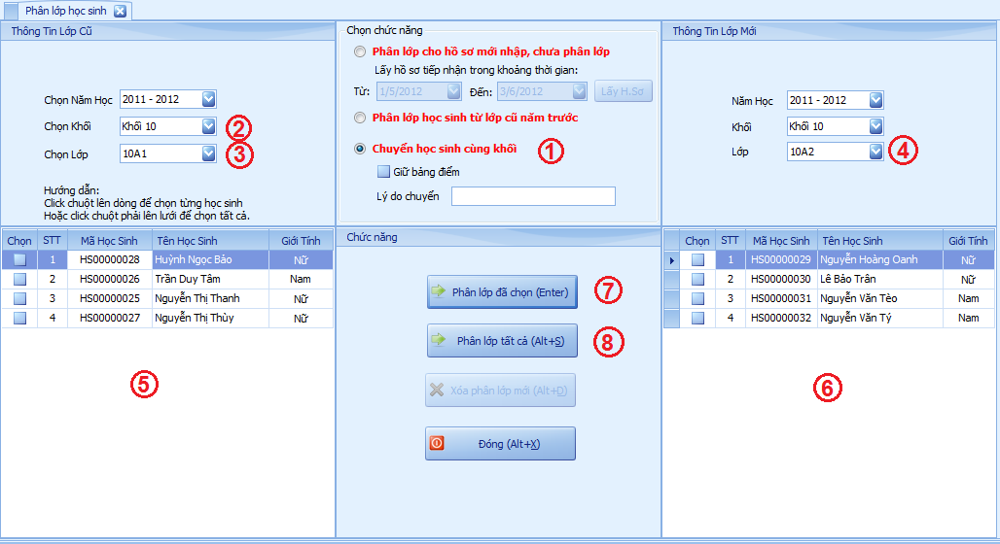 Phân lớp học sinh
Thông Tin Lớp Cũ
Chọn Năm Học 2011 - 2012
Chọn Khối Khối 10 2
Chọn Lớp 10A1 3
Hướng dẫn:
Click chuột lên dòng để chọn từng học sinh
Hoặc click chuột phải lên lưới để chọn tất cả.
Chọn chức năng
Phân lớp cho hồ sơ mới nhập, chưa phân lớp
Lấy hồ sơ tiếp nhận trong khoảng thời gian:
Từ: 1/5/2012 Đến: 3/6/2012 Lấy H.Sơ
Phân lớp học sinh từ lớp cũ năm trước
Chuyển học sinh cùng khối 1
Giữ bảng điểm
Lý do chuyển
Thông Tin Lớp Mới
Năm Học 2011 - 2012
Khối Khối 10
Lớp 10A2 4
Chọn STT Mã Học Sinh Tên Học Sinh Giới Tính
1 HS00000028 Huỳnh Ngọc Bảo Nữ
2 HS00000026 Trần Duy Tâm Nam
3 HS00000025 Nguyễn Thị Thanh Nữ
4 HS00000027 Nguyễn Thị Thùy Nữ
5
Chức năng
Phân lớp đã chọn (Enter) 7
Phân lớp tất cả (Alt+S) 8
Xóa phân lớp mới (Alt+D)
Đóng (Alt+X)
Chọn STT Mã Học Sinh Tên Học Sinh Giới Tính
1 HS00000029 Nguyễn Hoàng Oanh Nữ
2 HS00000030 Lê Bảo Trân Nữ
3 HS00000031 Nguyễn Văn Tèo Nam
4 HS00000032 Nguyễn Văn Tý Nam
6